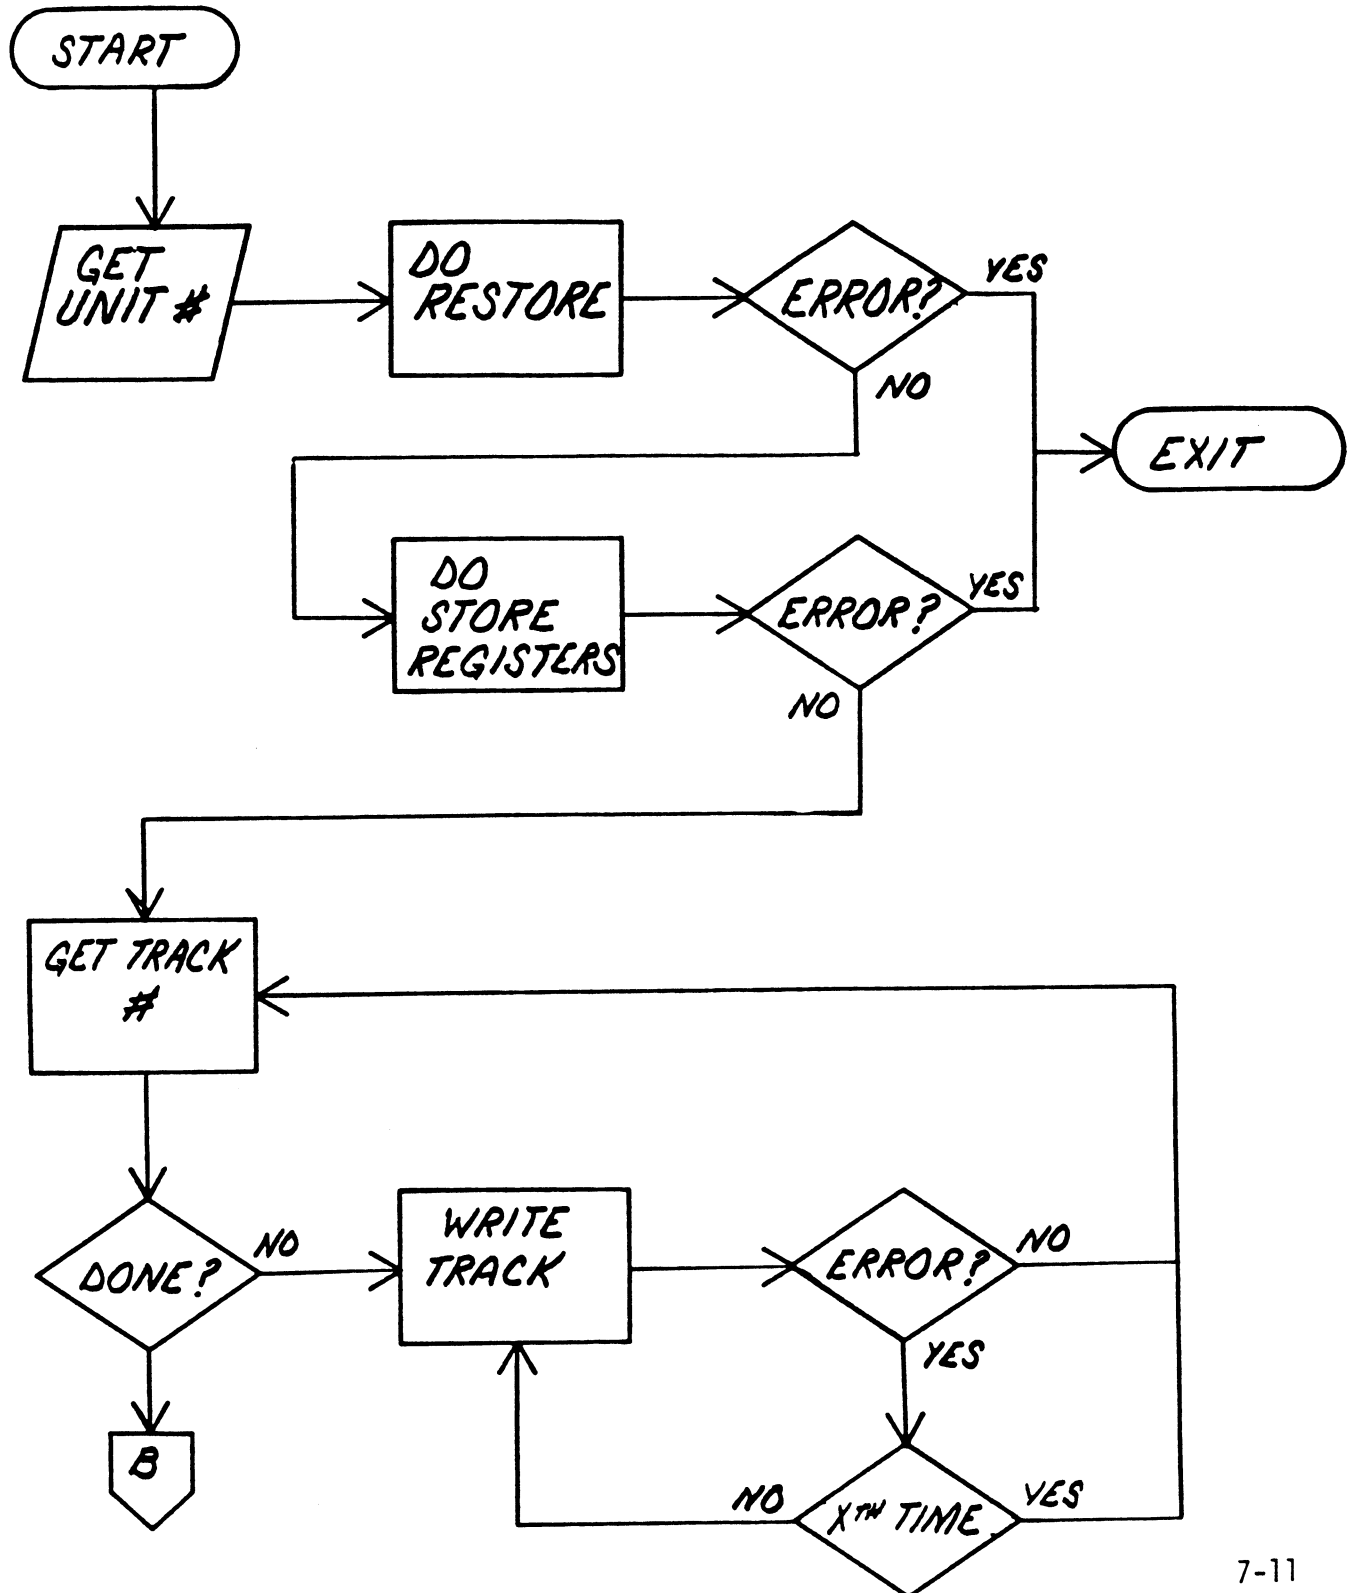 START
GET
UNIT #
DO
RESTORE
ERROR?
YES
NO
EXIT
DO
STORE
REGISTERS
ERROR?
YES
NO
GET TRACK
#
DONE?
NO
WRITE
TRACK
ERROR?
NO
YES
B
NO
XTH TIME
YES
7-11